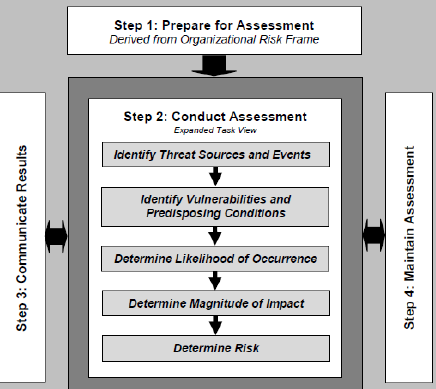 Step 1: Prepare for Assessment
Derived from Organizational Risk Frame
Step 2: Conduct Assessment
Expanded Task View
Identify Threat Sources and Events
Identify Vulnerabilities and
Predisposing Conditions
Determine Likelihood of Occurrence
Determine Magnitude of Impact
Determine Risk
Step 3: Communicate Results
Step 4: Maintain Assessment